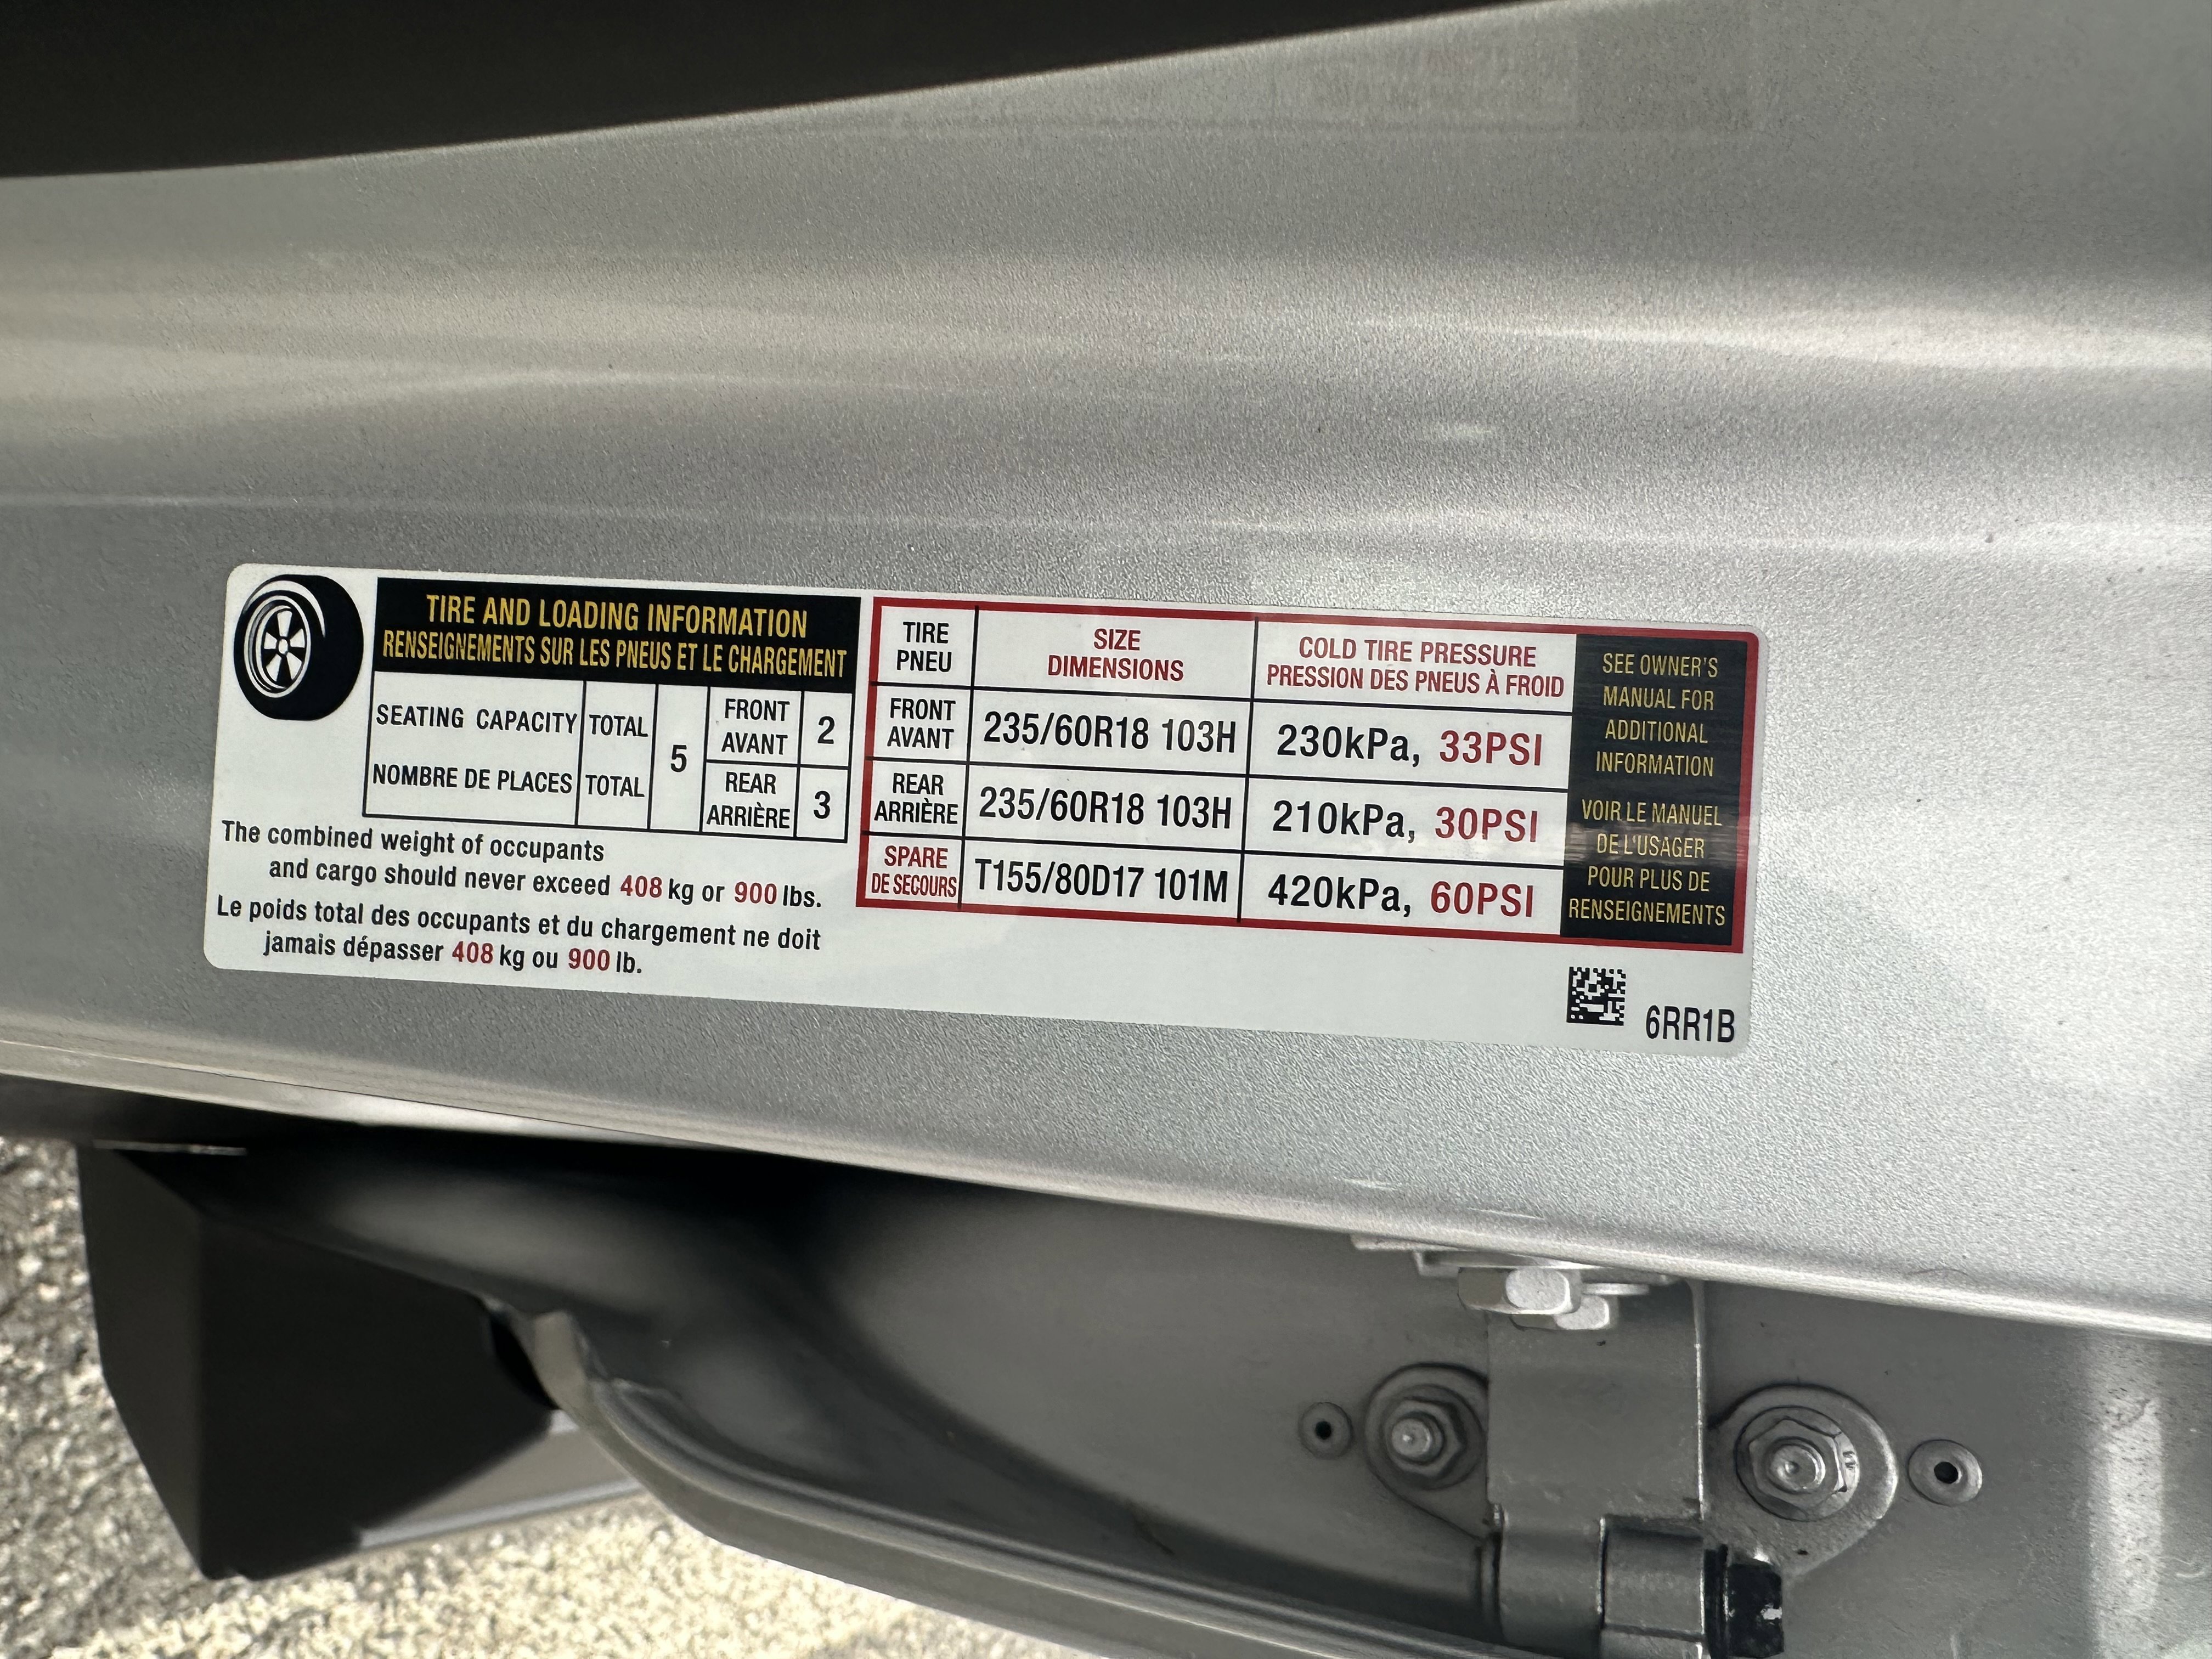 TIRE AND LOADING INFORMATION
RENSEIGNEMENTS SUR LES PNEUS ET LE CHARGEMENT
SEATING CAPACITY TOTAL 5 FRONT AVANT 2
NOMBRE DE PLACES TOTAL REAR ARRIÈRE 3
The combined weight of occupants
and cargo should never exceed 408 kg or 900 lbs.
Le poids total des occupants et du chargement ne doit
jamais dépasser 408 kg ou 900 lb.
TIRE PNEU SIZE DIMENSIONS COLD TIRE PRESSURE PRESSION DES PNEUS À FROID
FRONT AVANT 235/60R18 103H 230kPa, 33PSI
REAR ARRIÈRE 235/60R18 103H 210kPa, 30PSI
SPARE DE SECOURS T155/80D17 101M 420kPa, 60PSI
SEE OWNER'S
MANUAL FOR
ADDITIONAL
INFORMATION
VOIR LE MANUEL
DE L'USAGER
POUR PLUS DE
RENSEIGNEMENTS
6RR1B